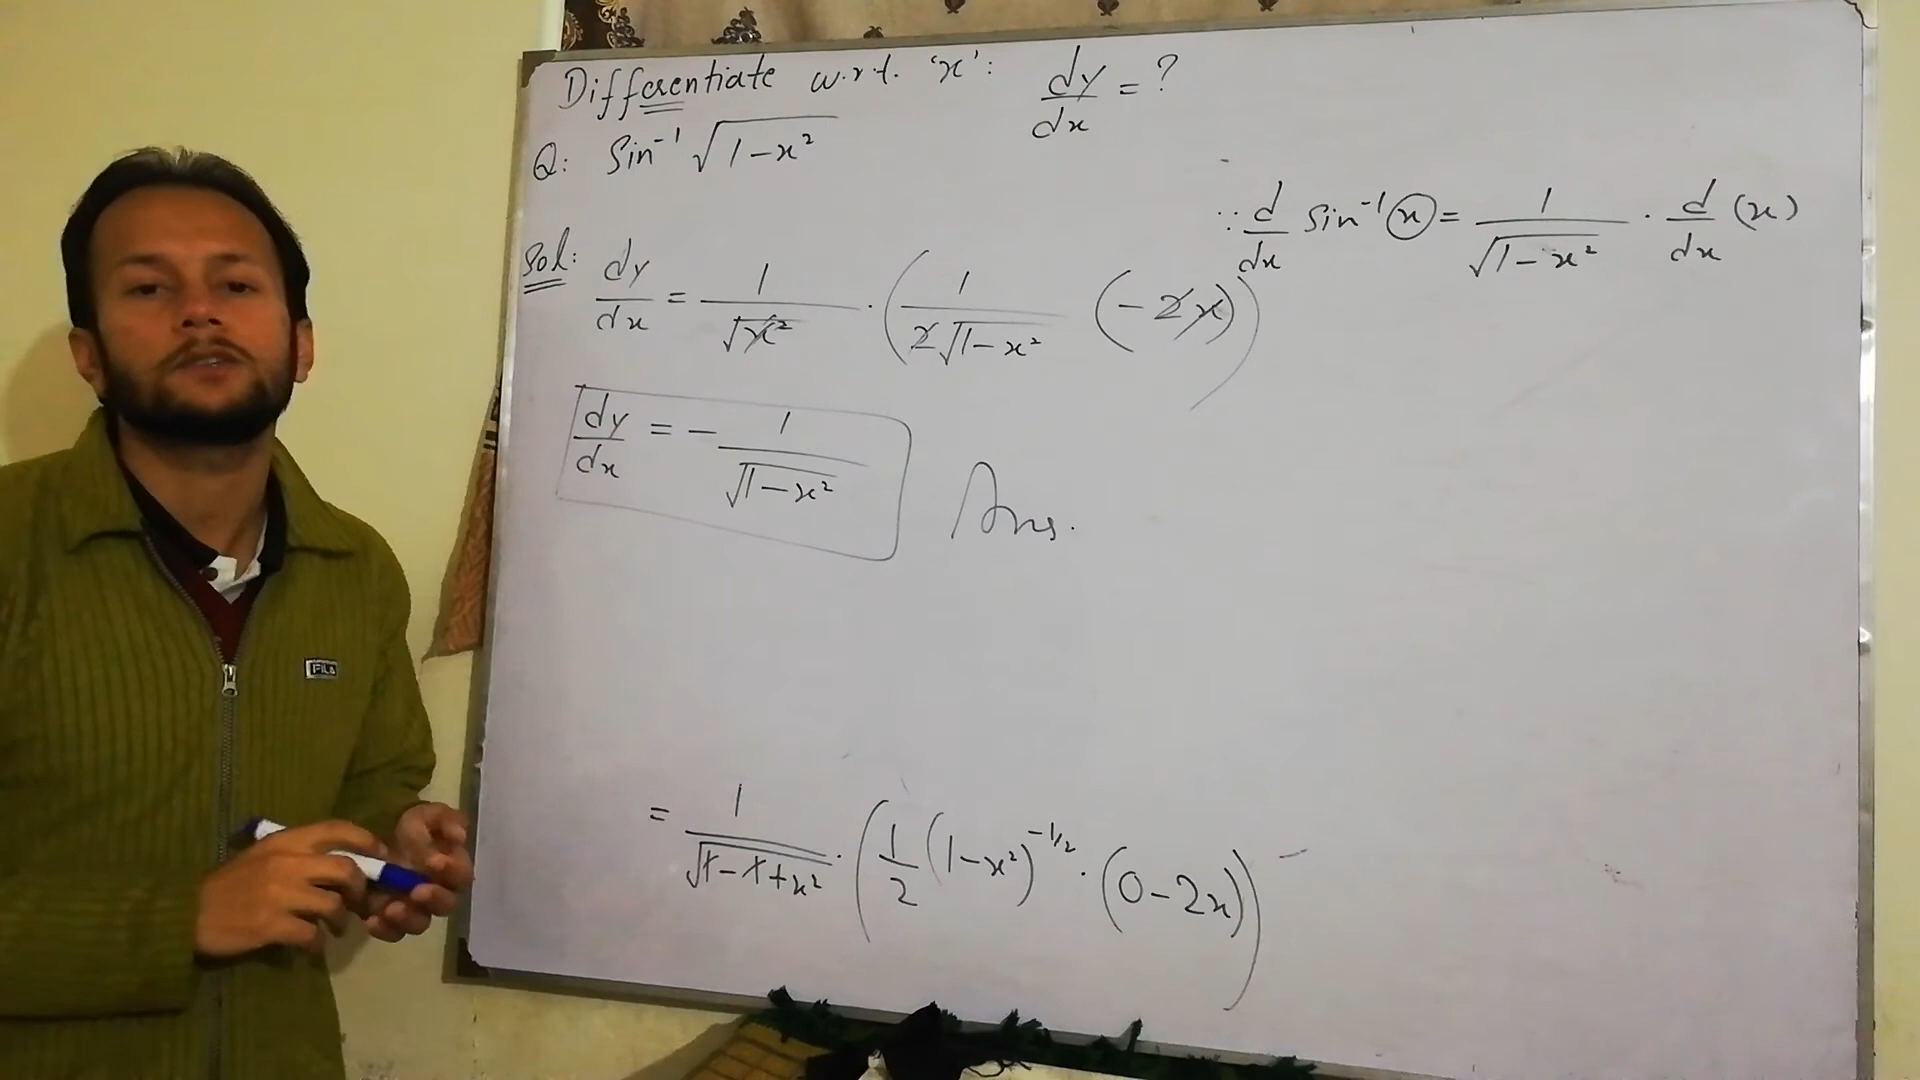 Differentiate w.r.t. 'x': dy/dx = ?
Q: Sin⁻¹ √(1-x²)
∵ d/dx Sin⁻¹(x) = 1/√(1-x²) · d/dx (x)
Sol: dy/dx = 1/√x² · (1/(2√(1-x²)) (-2x))
dy/dx = - 1/√(1-x²) Ans.
= 1/√(1-1+x²) · (1/2 (1-x²)^(-1/2) · (0-2x))
FILA